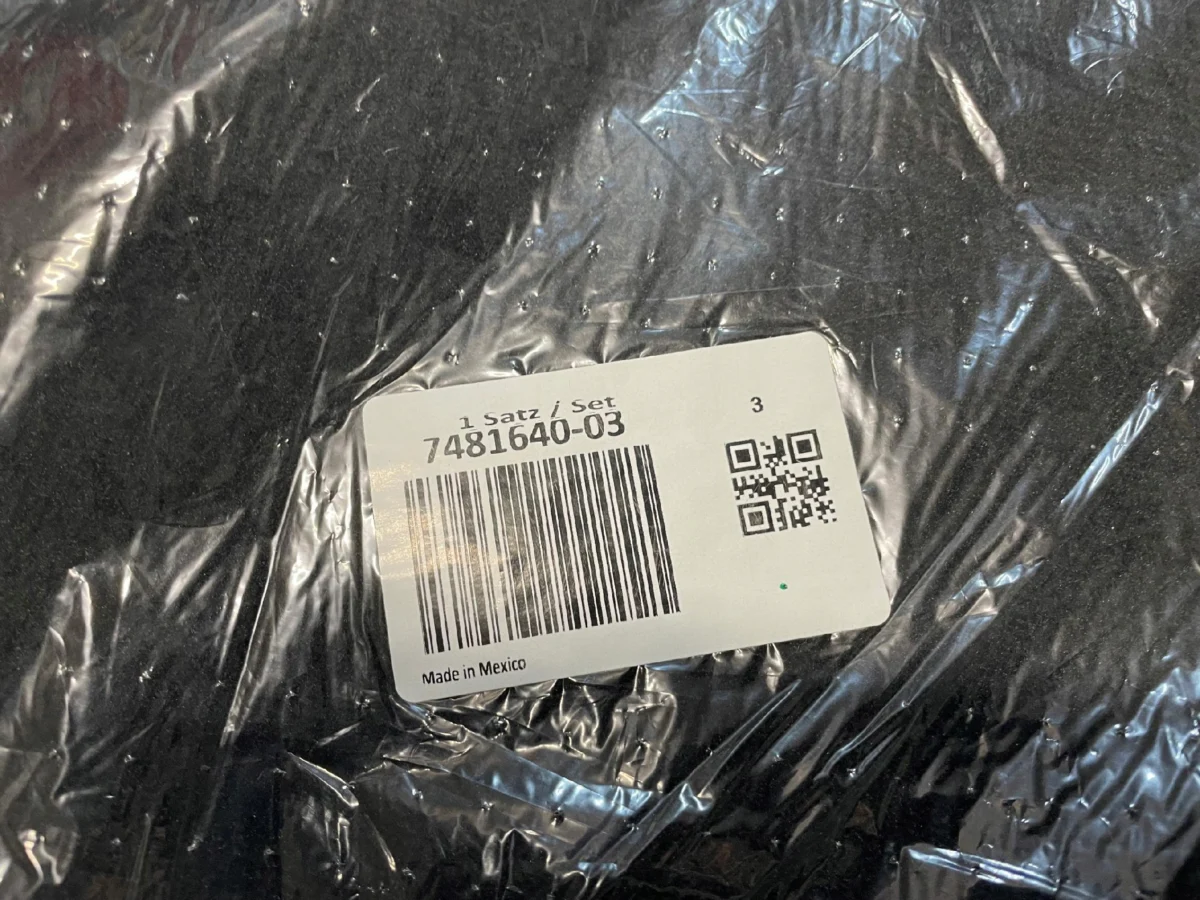 1 Satz / Set
7481640-03
3
Made in Mexico